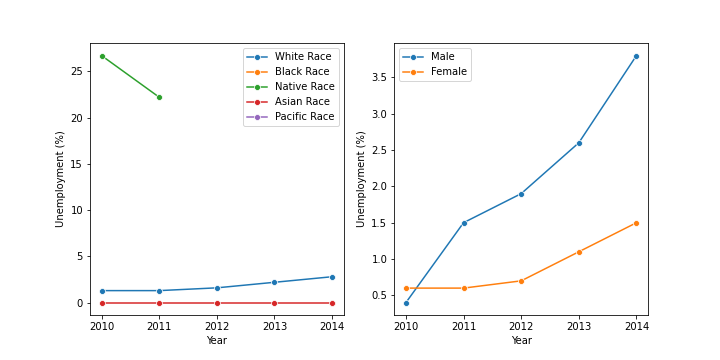 White Race
Black Race
Native Race
Asian Race
Pacific Race
25
20
15
10
5
0
Unemployment (%)
2010 2011 2012 2013 2014
Year
Male
Female
3.5
3.0
2.5
2.0
1.5
1.0
0.5
Unemployment (%)
2010 2011 2012 2013 2014
Year